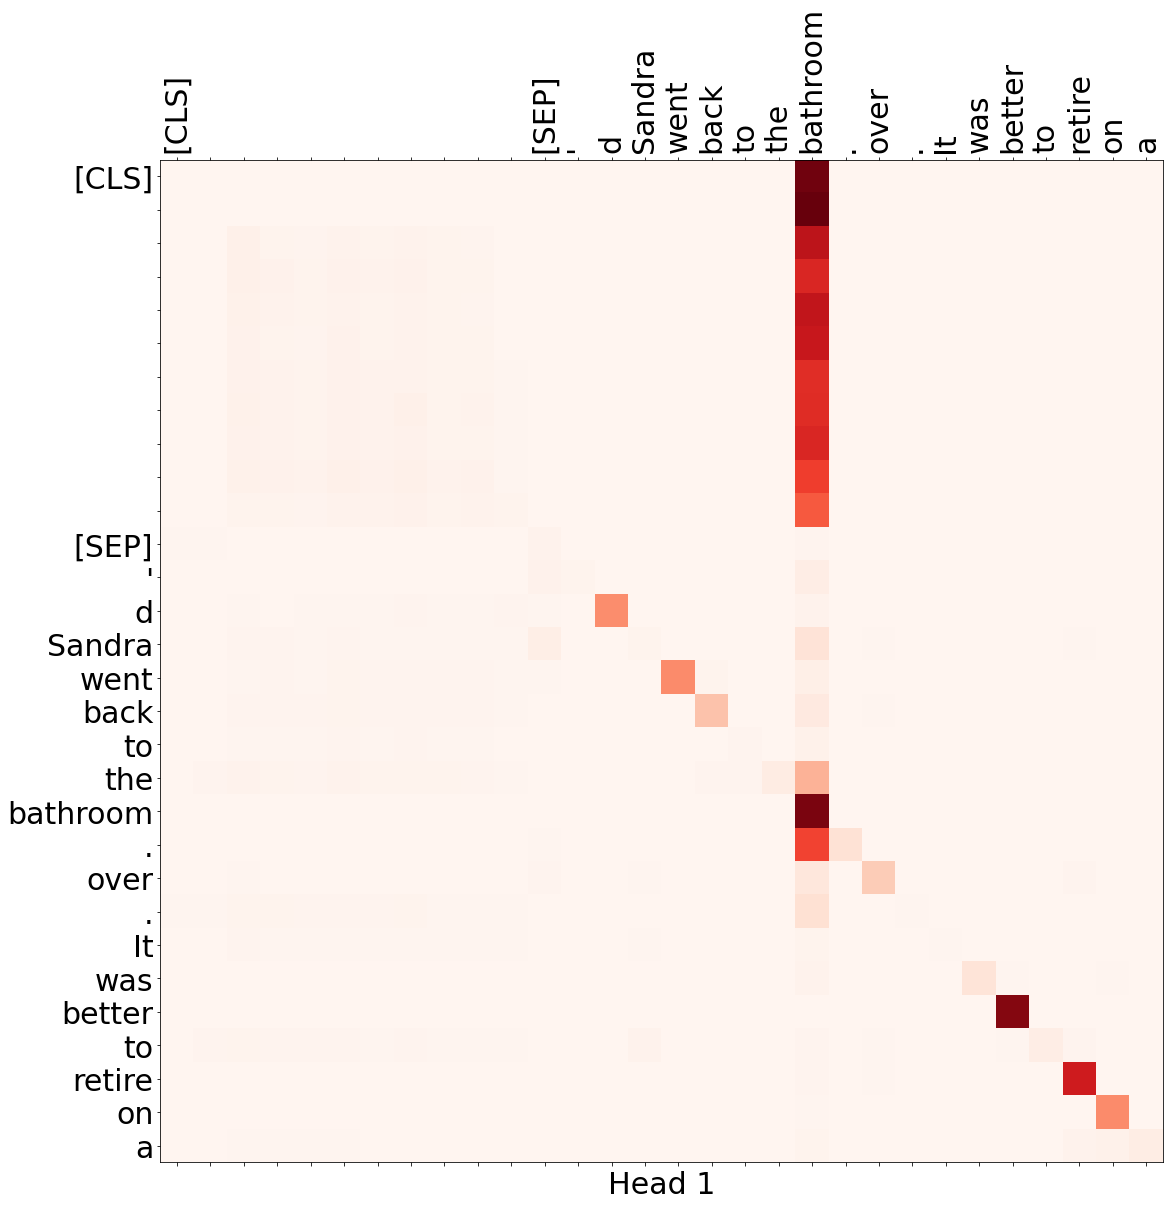 [CLS]
[SEP]
'
d
Sandra
went
back
to
the
bathroom
.
over
.
It
was
better
to
retire
on
a
[CLS]
[SEP]
'
d
Sandra
went
back
to
the
bathroom
.
over
.
It
was
better
to
retire
on
a
Head 1